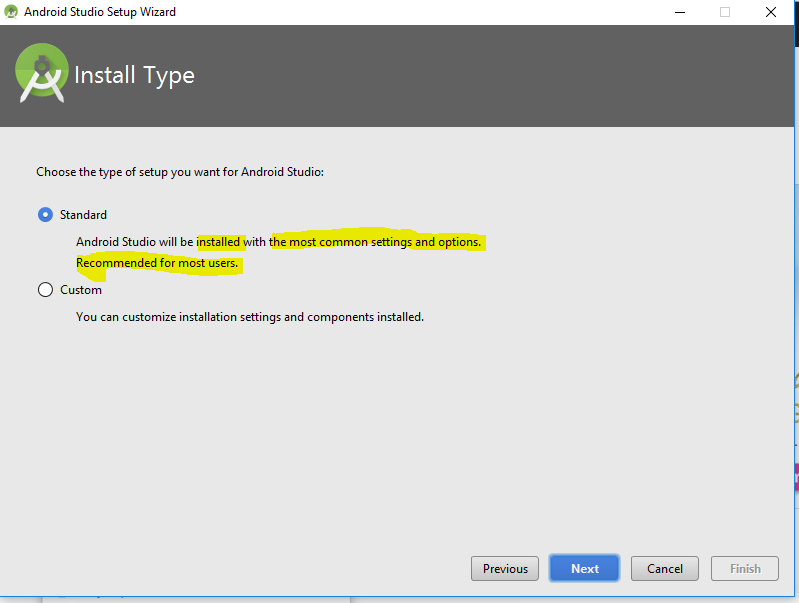 Android Studio Setup Wizard
Install Type
Choose the type of setup you want for Android Studio:
Standard
Android Studio will be installed with the most common settings and options.
Recommended for most users.
Custom
You can customize installation settings and components installed.
Previous Next Cancel Finish